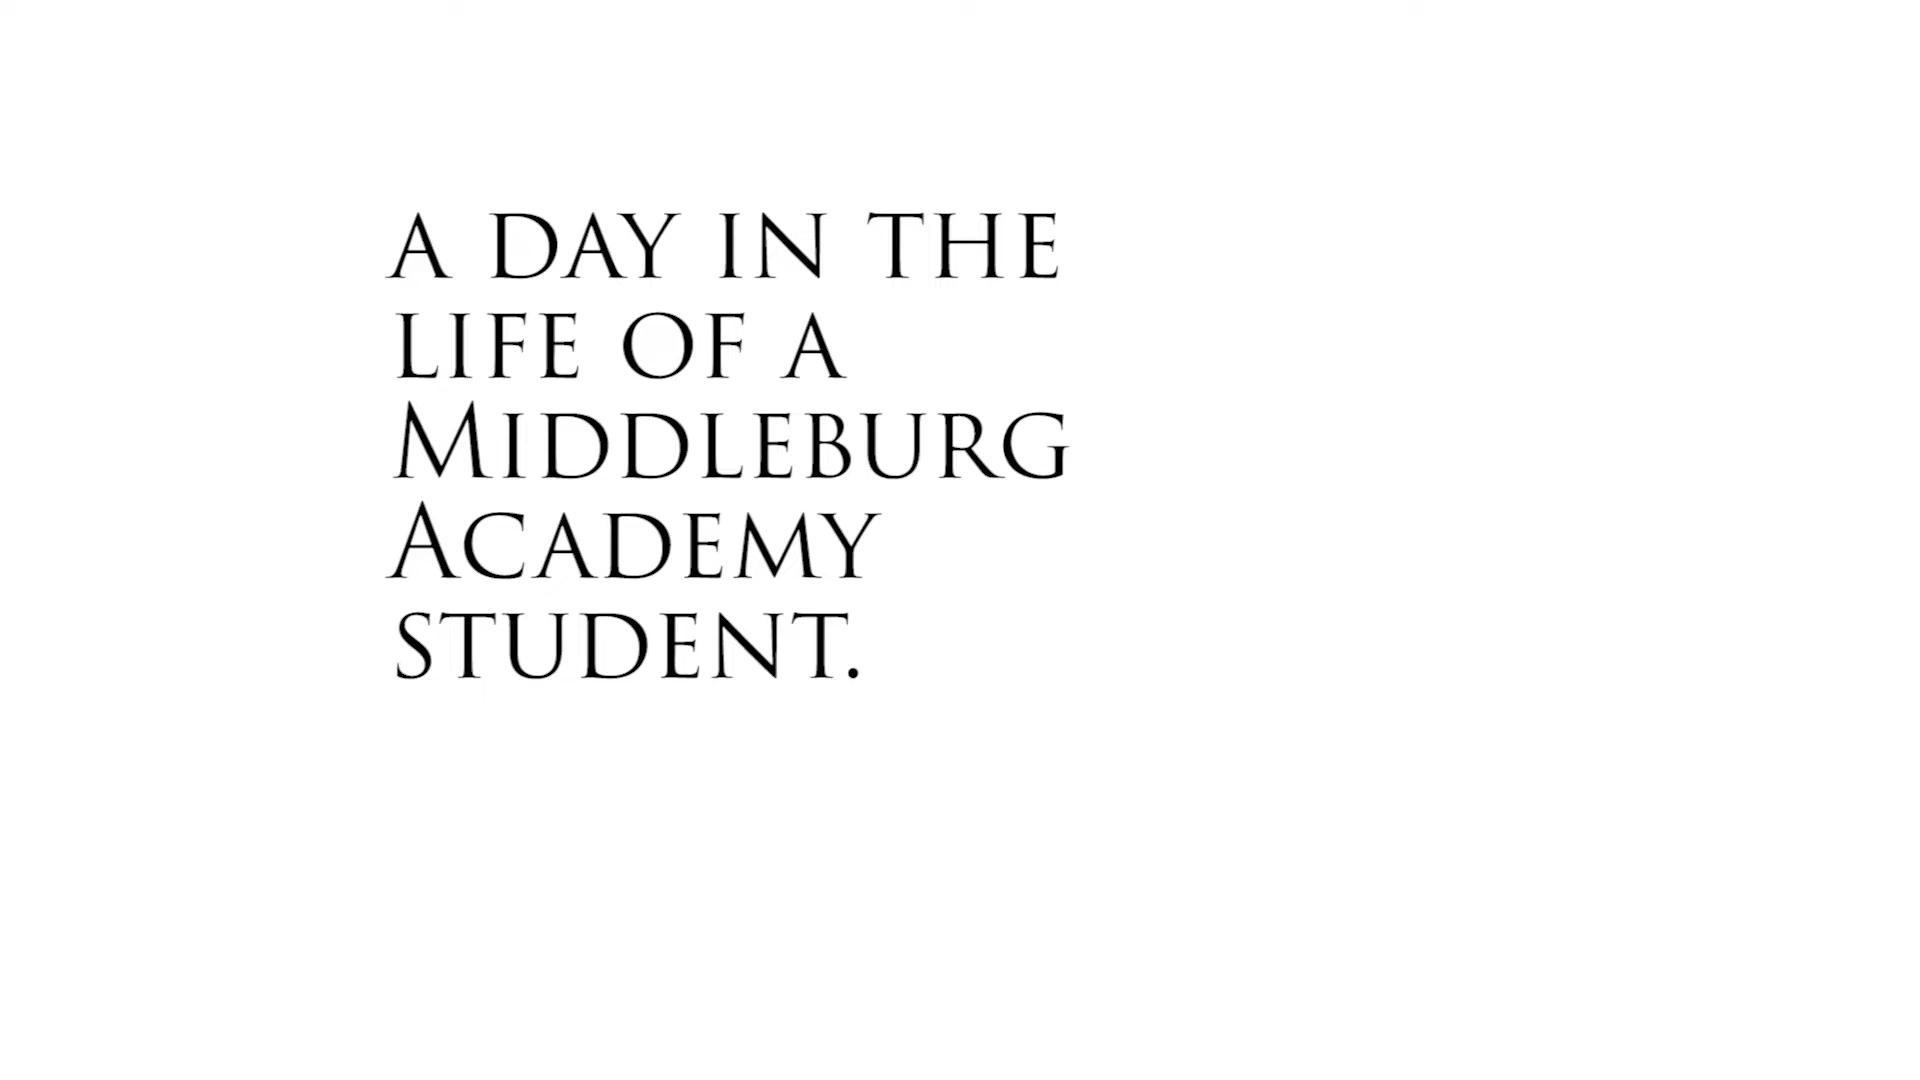 A DAY IN THE
LIFE OF A
MIDDLEBURG
ACADEMY
STUDENT.